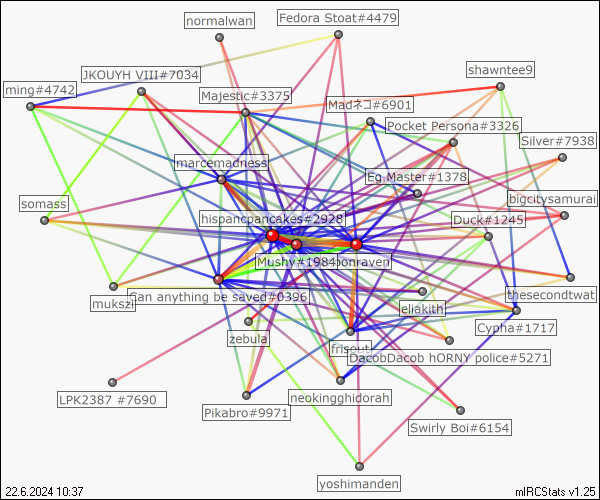 normalwan
Fedora Stoat#4479
JKOUYH VIII#7034
shawntee9
ming#4742
Majestic#3375
Madネコ#6901
Pocket Persona#3326
Silver#7938
marcemadness
Eg.Master#1378
bigcitysamurai
somass
hispancpancakes#2928
Duck#1245
Mushy#1984
onraven
Can anything be saved#0396
thesecondtwat
mukszi
eliakith
Cypha#1717
zebula
frisout
DacobDacob hORNY police#5271
LPK2387 #7690
neokingghidorah
Pikabro#9971
Swirly Boi#6154
yoshimanden
22.6.2024 10:37
mIRCStats v1.25